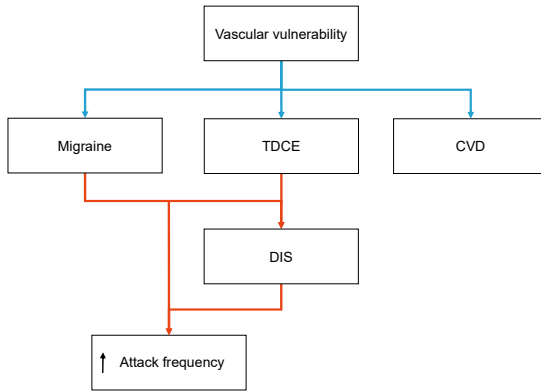 Vascular vulnerability
Migraine
TDCE
CVD
DIS
Attack frequency